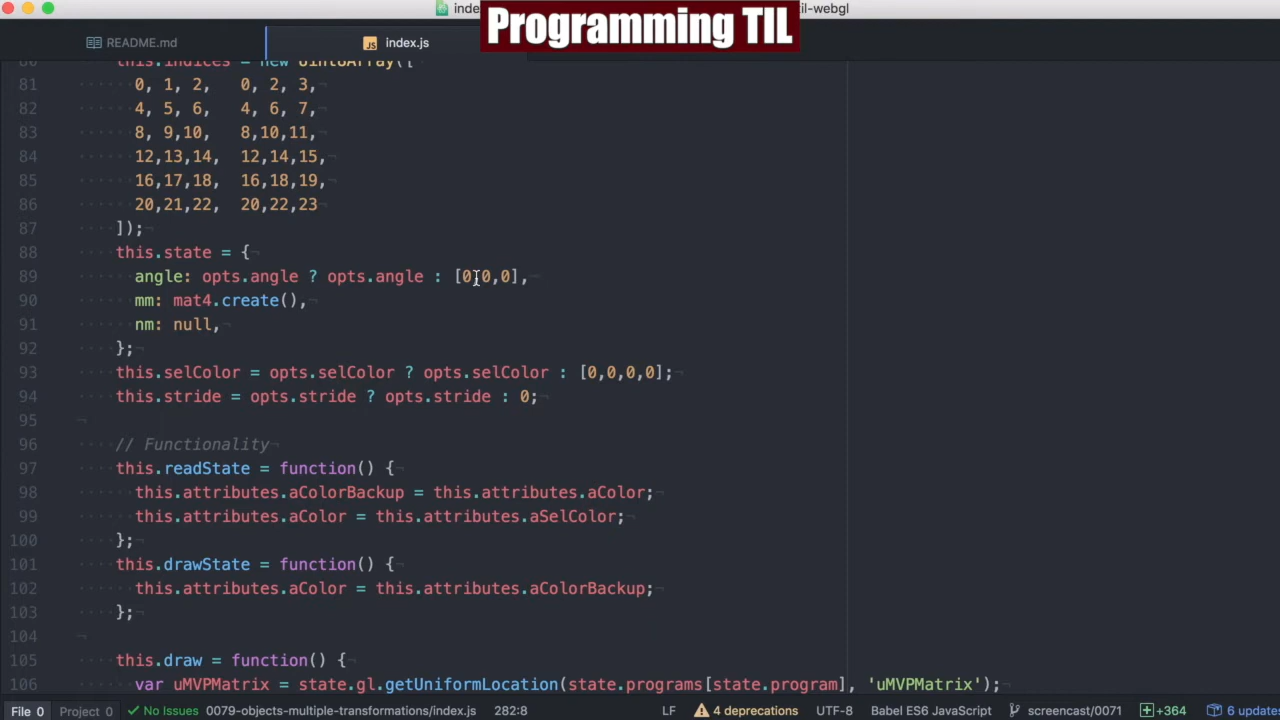 inde
Programming TIL
til-webgl
README.md
index.js
80 this.indices = new Uint8Array([
81 0, 1, 2, 0, 2, 3,
82 4, 5, 6, 4, 6, 7,
83 8, 9,10, 8,10,11,
84 12,13,14, 12,14,15,
85 16,17,18, 16,18,19,
86 20,21,22, 20,22,23
87 ]);
88 this.state = {
89 angle: opts.angle ? opts.angle : [0,0,0],
90 mm: mat4.create(),
91 nm: null,
92 };
93 this.selColor = opts.selColor ? opts.selColor : [0,0,0,0];
94 this.stride = opts.stride ? opts.stride : 0;
95
96 // Functionality
97 this.readState = function() {
98 this.attributes.aColorBackup = this.attributes.aColor;
99 this.attributes.aColor = this.attributes.aSelColor;
100 };
101 this.drawState = function() {
102 this.attributes.aColor = this.attributes.aColorBackup;
103 };
104
105 this.draw = function() {
106 var uMVPMatrix = state.gl.getUniformLocation(state.programs[state.program], 'uMVPMatrix');
File 0 Project 0 No Issues 0079-objects-multiple-transformations/index.js 282:8 LF 4 deprecations UTF-8 Babel ES6 JavaScript screencast/0071 +364 6 updates